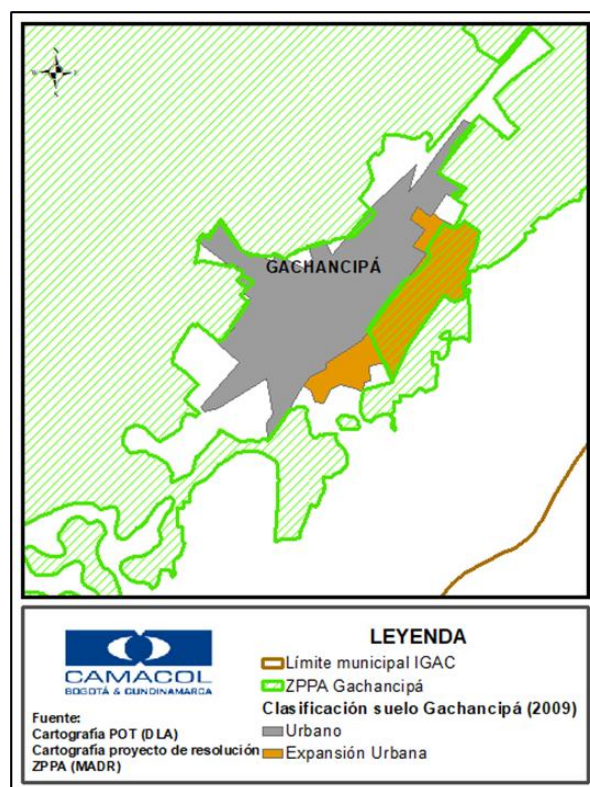 GACHANCIPÁ
CAMACOL
BOGOTÁ & CUNDINAMARCA
Fuente:
Cartografía POT (DLA)
Cartografía proyecto de resolución
ZPPA (MADR)
LEYENDA
Límite municipal IGAC
ZPPA Gachancipá
Clasificación suelo Gachancipá (2009)
Urbano
Expansión Urbana